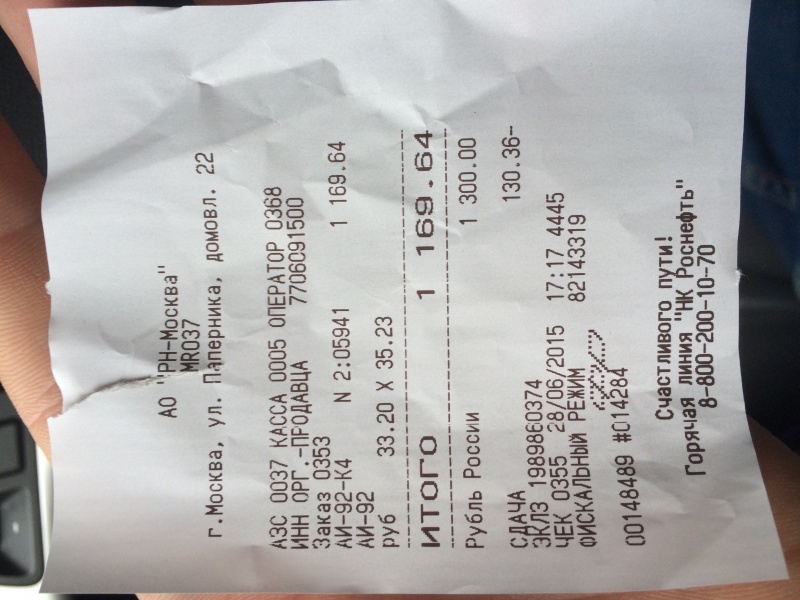 АО "РН-Москва"
MR037
г.Москва, ул. Паперника, домовл. 22
АЗС 0037 КАССА 0005 ОПЕРАТОР 0368
ИНН ОРГ.-ПРОДАВЦА 7706091500
Заказ 0353
АИ-92-К4 N 2:05941 1 169.64
АИ-92
руб 33.20 X 35.23
ИТОГО 1 169.64
Рубль России 1 300.00
СДАЧА 130.36-
ЭКЛЗ 1989860374
ЧЕК 0355 28/06/2015 17:17 4445
ФИСКАЛЬНЫЙ РЕЖИМ 82143319
00148489 #014284
Счастливого пути!
Горячая линия "НК Роснефть"
8-800-200-10-70